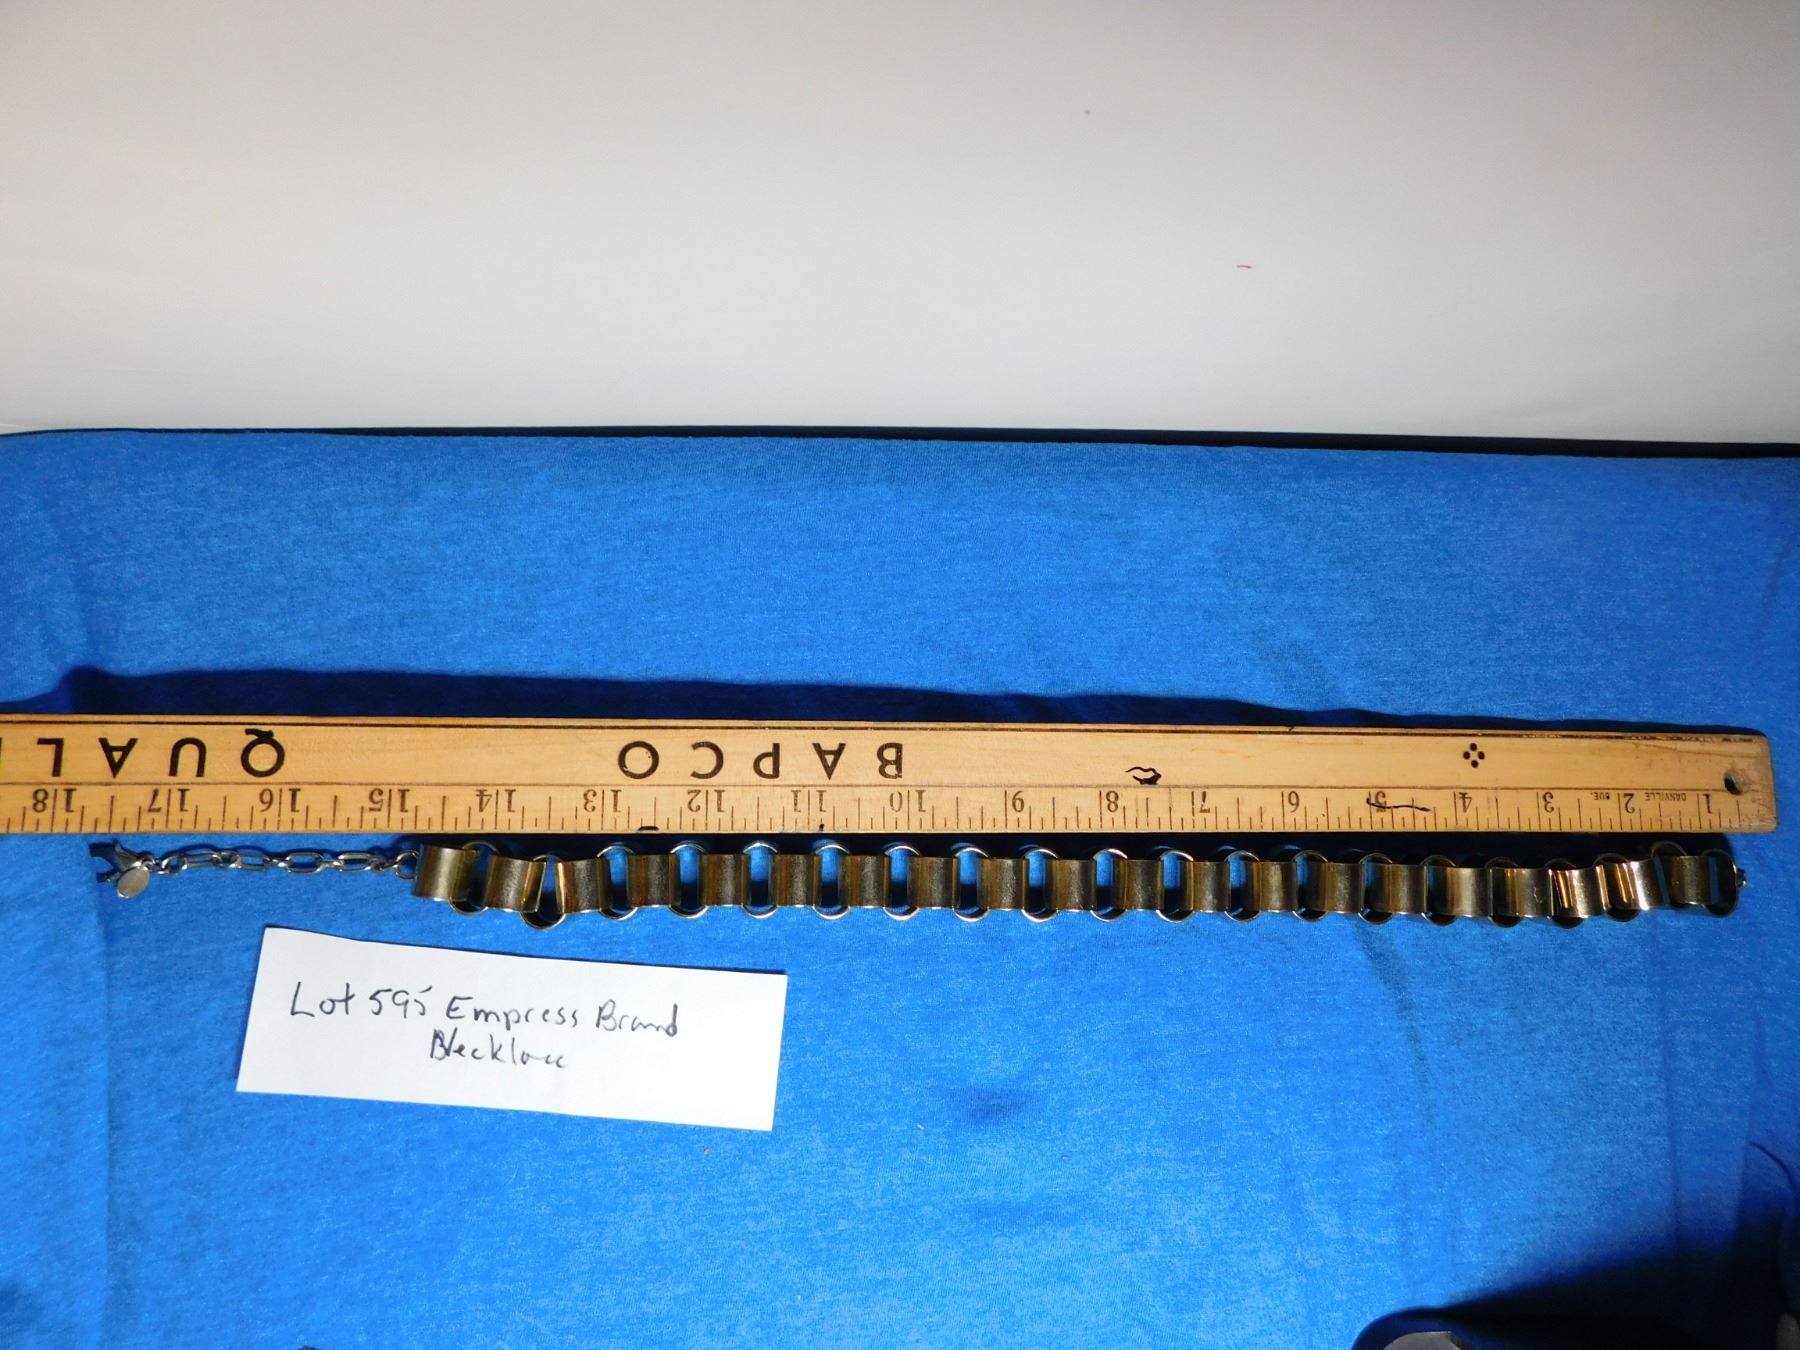 QUAL
BAPCO
18 17 16 15 14 13 12 11 10 9 8 7 6 5 4 3 2 1
DANVILLE
Lot 595 Empress Brand
Necklace